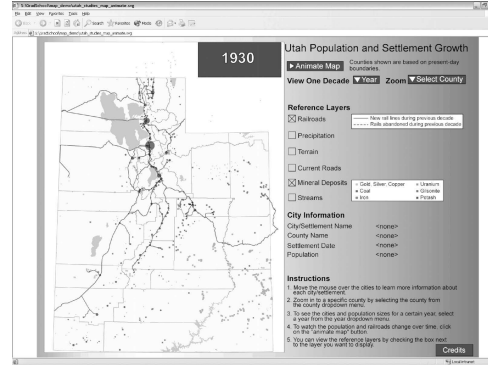 S:\GradSchool\map_demo\utah_stamps_map_animate.svg
File Edit View Favorites Tools Help
Back Search Favorites Media
Address
1930
Utah Population and Settlement Growth
Animate Map
Counties shown are based on present-day
boundaries.
View One Decade Year Zoom Select County
Reference Layers
Railroads
New rail lines during previous decade
Rails abandoned during previous decade
Precipitation
Terrain
Current Roads
Mineral Deposits
Gold, Silver, Copper Uranium
Coal Gilsonite
Iron Potash
Streams
City Information
City/Settlement Name <none>
County Name <none>
Settlement Date <none>
Population <none>
Instructions
1. Move the mouse over the cities to learn more information about
each city/settlement.
2. Zoom in to a specific county by selecting the county from
the county dropdown menu.
3. To see the cities and population sizes for a certain year, select
a year from the year dropdown menu.
4. To watch the population and railroads change over time, click
on the "animate map" button.
5. You can view the reference layers by checking the box next
to the layer you want to display.
Credits
Local intranet